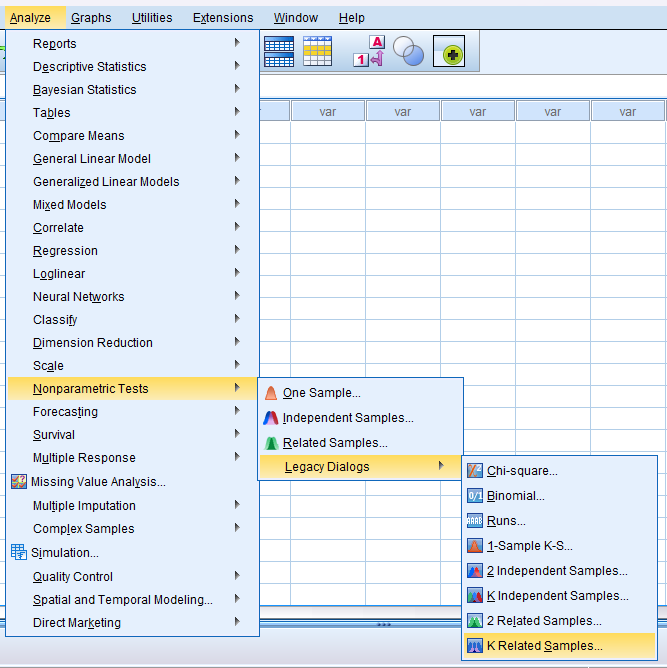 Analyze Graphs Utilities Extensions Window Help
Reports
Descriptive Statistics
Bayesian Statistics
Tables
Compare Means
General Linear Model
Generalized Linear Models
Mixed Models
Correlate
Regression
Loglinear
Neural Networks
Classify
Dimension Reduction
Scale
Nonparametric Tests
Forecasting
Survival
Multiple Response
Missing Value Analysis...
Multiple Imputation
Complex Samples
Simulation...
Quality Control
Spatial and Temporal Modeling...
Direct Marketing
A
1
var var var var var
One Sample...
Independent Samples...
Related Samples...
Legacy Dialogs
Chi-square...
0/1 Binomial...
AAAB Runs...
1-Sample K-S...
2 Independent Samples...
K Independent Samples...
2 Related Samples...
K Related Samples...